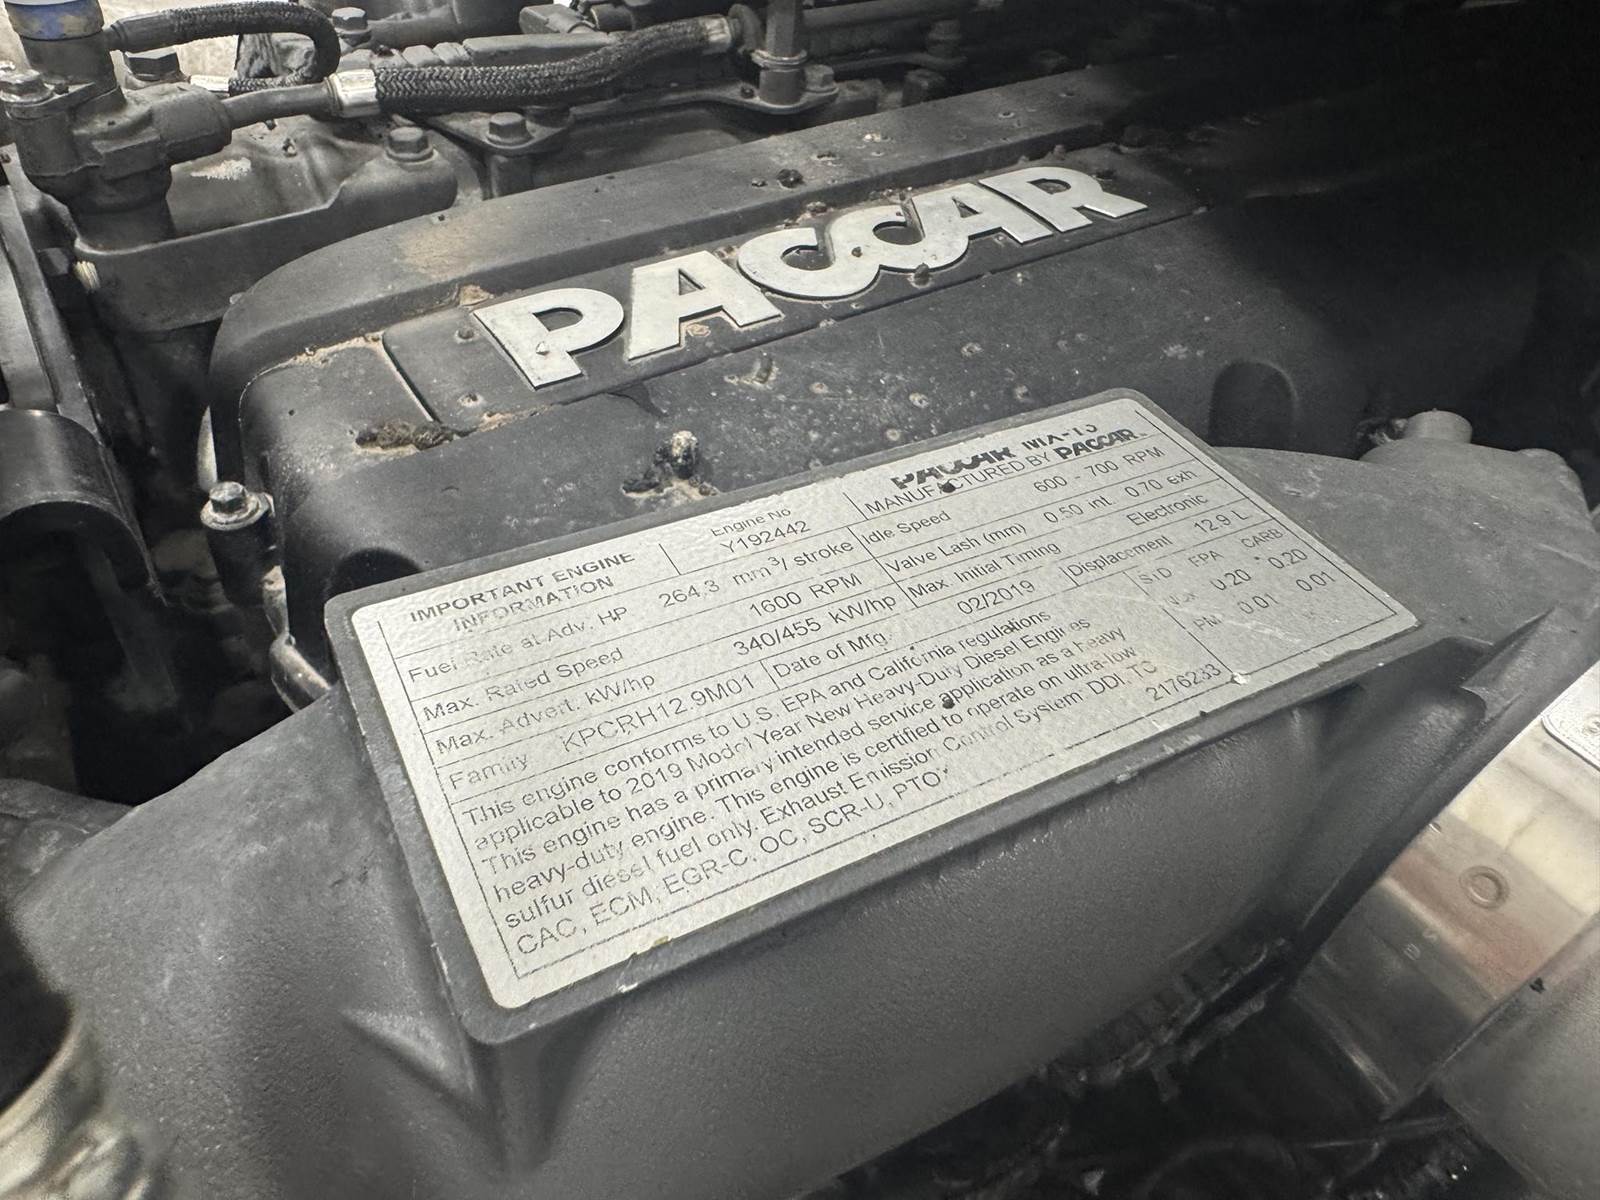 PACCAR
IMPORTANT ENGINE
INFORMATION
Engine No
Y192442
PACCAR MX-13
MANUFACTURED BY PACCAR
Fuel Rate at Adv. HP 264.3 mm³/ stroke
Idle Speed 600 - 700 RPM
Max. Rated Speed 1600 RPM
Valve Lash (mm) 0.50 int. 0.70 exh
Max. Advert. kW/hp 340/455 kW/hp
Max. Initial Timing Electronic
Family KPCRH12.9M01
Date of Mfg. 02/2019
Displacement 12.9 L
This engine conforms to U.S. EPA and California regulations
applicable to 2019 Model Year New Heavy-Duty Diesel Engines
This engine has a primary intended service application as a heavy
heavy-duty engine. This engine is certified to operate on ultra-low
sulfur diesel fuel only. Exhaust Emission Control System DDI, TC
CAC, ECM, EGR-C, OC, SCR-U, PTOX
2176233
STD EPA CARB
NOx 0.20 0.20
PM 0.01 0.01